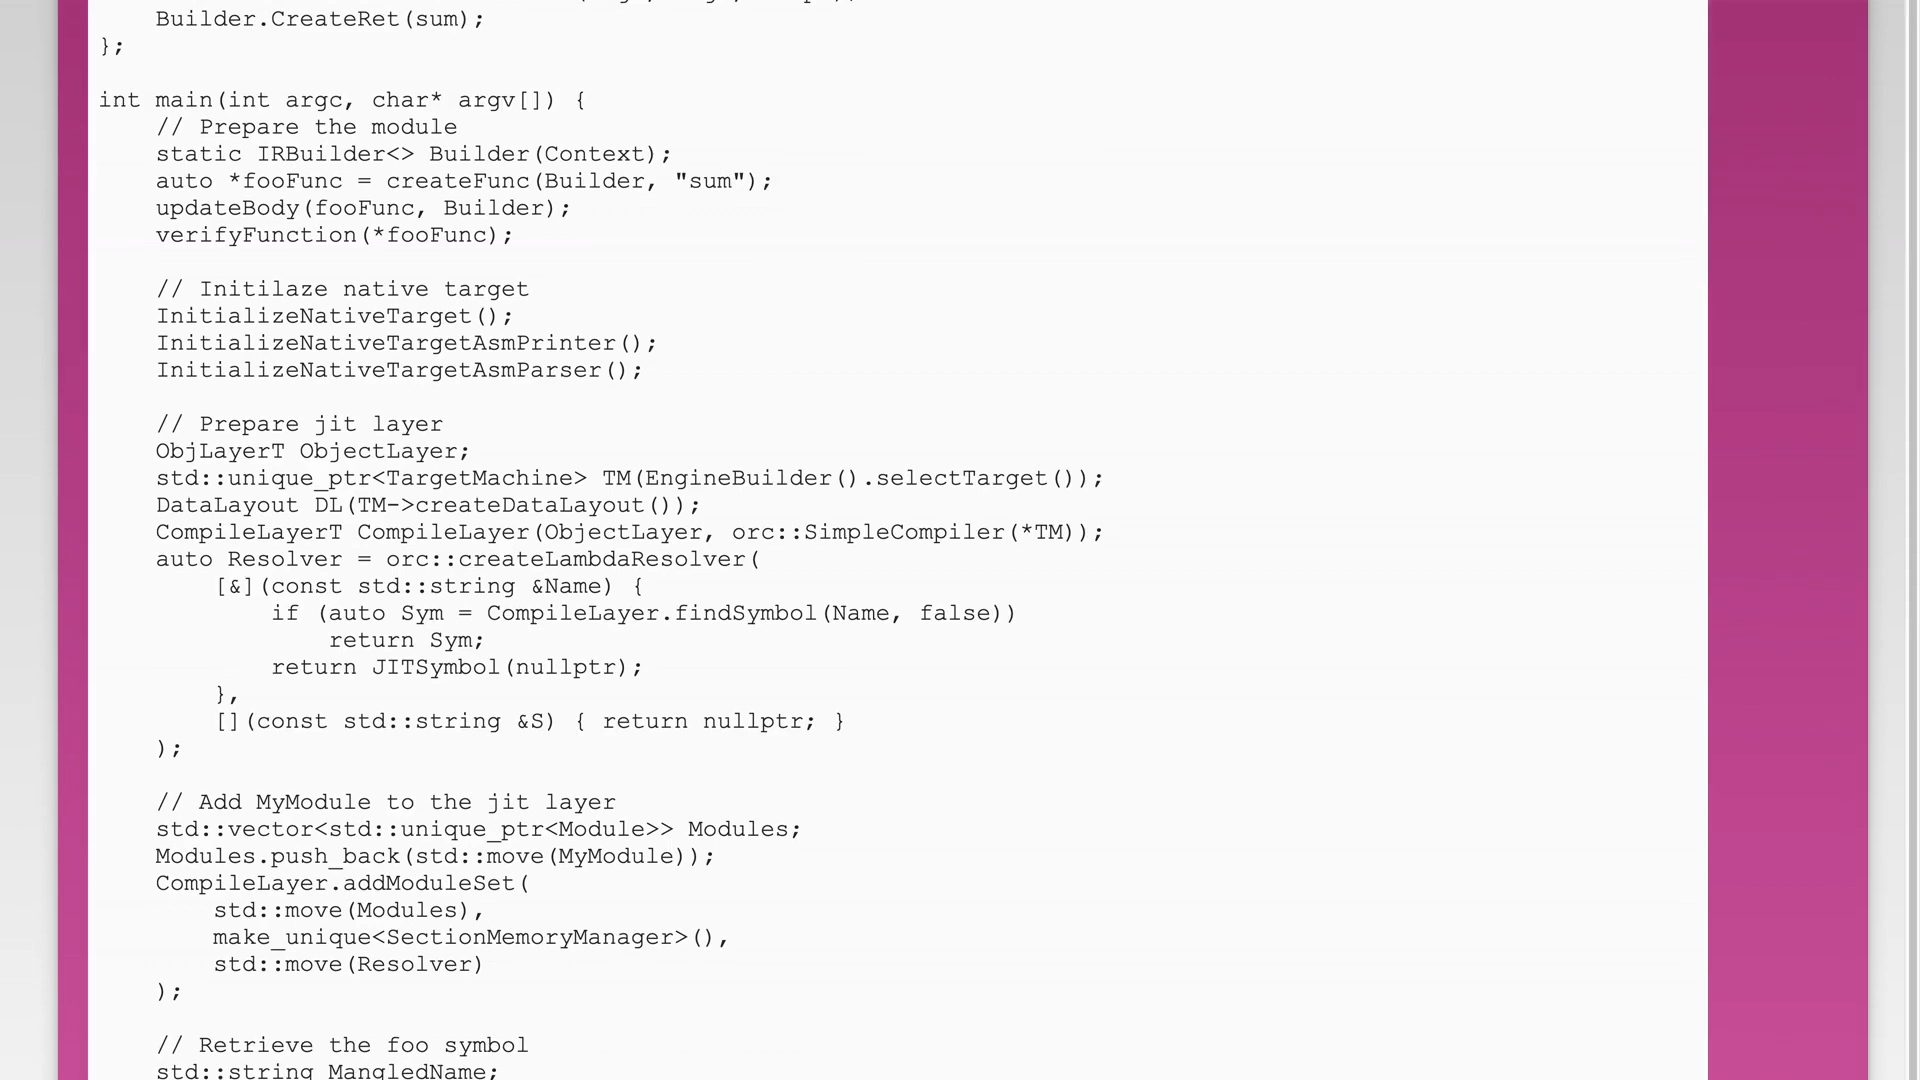 Builder.CreateRet(sum);
};
int main(int argc, char* argv[]) {
// Prepare the module
static IRBuilder<> Builder(Context);
auto *fooFunc = createFunc(Builder, "sum");
updateBody(fooFunc, Builder);
verifyFunction(*fooFunc);
// Initilaze native target
InitializeNativeTarget();
InitializeNativeTargetAsmPrinter();
InitializeNativeTargetAsmParser();
// Prepare jit layer
ObjLayerT ObjectLayer;
std::unique_ptr<TargetMachine> TM(EngineBuilder().selectTarget());
DataLayout DL(TM->createDataLayout());
CompileLayerT CompileLayer(ObjectLayer, orc::SimpleCompiler(*TM));
auto Resolver = orc::createLambdaResolver(
[&](const std::string &Name) {
if (auto Sym = CompileLayer.findSymbol(Name, false))
return Sym;
return JITSymbol(nullptr);
},
[](const std::string &S) { return nullptr; }
);
// Add MyModule to the jit layer
std::vector<std::unique_ptr<Module>> Modules;
Modules.push_back(std::move(MyModule));
CompileLayer.addModuleSet(
std::move(Modules),
make_unique<SectionMemoryManager>(),
std::move(Resolver)
);
// Retrieve the foo symbol
std::string MangledName;